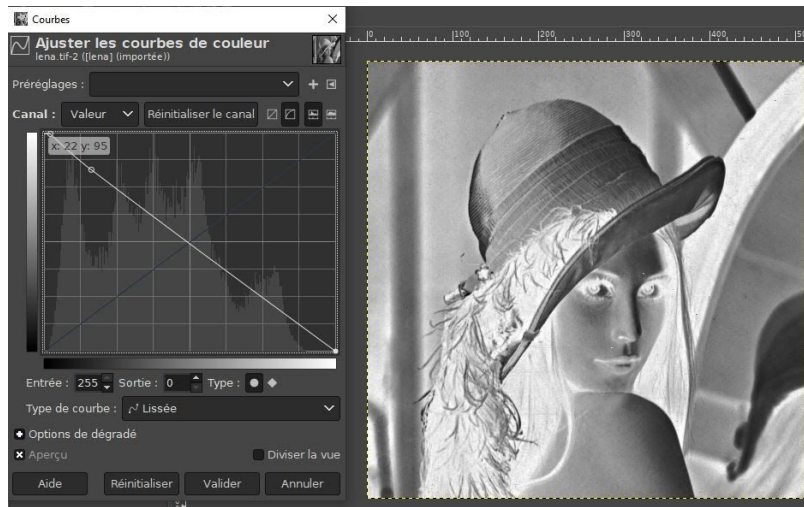 Courbes
Ajuster les courbes de couleur
lena.tif-2 ([lena] (importée))
Préréglages :
Canal : Valeur Réinitialiser le canal
x: 22 y: 95
Entrée : 255 Sortie : 0 Type :
Type de courbe : Lissée
Options de dégradé
Aperçu Diviser la vue
Aide Réinitialiser Valider Annuler
0 100 200 300 400